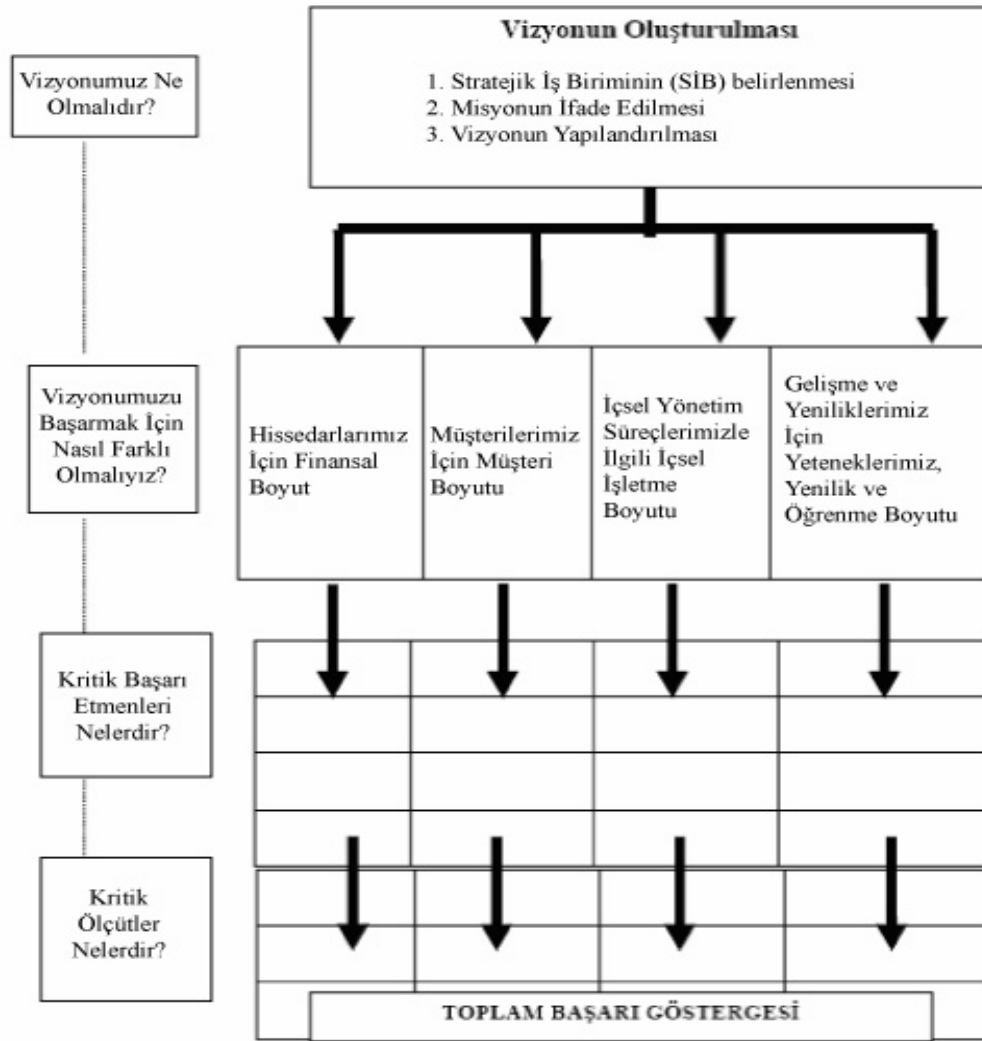 Vizyonun Oluşturulması
1. Stratejik İş Biriminin (SİB) belirlenmesi
2. Misyonun İfade Edilmesi
3. Vizyonun Yapılandırılması
Vizyonumuz Ne
Olmalıdır?
Vizyonumuzu
Başarmak İçin
Nasıl Farklı
Olmalıyız?
Hissedarlarımız
İçin Finansal
Boyut
Müşterilerimiz
İçin Müşteri
Boyutu
İçsel Yönetim
Süreçlerimizle
İlgili İçsel
İşletme
Boyutu
Gelişme ve
Yeniliklerimiz
İçin
Yeteneklerimiz,
Yenilik ve
Öğrenme Boyutu
Kritik Başarı
Etmenleri
Nelerdir?
Kritik
Ölçütler
Nelerdir?
TOPLAM BAŞARI GÖSTERGESİ